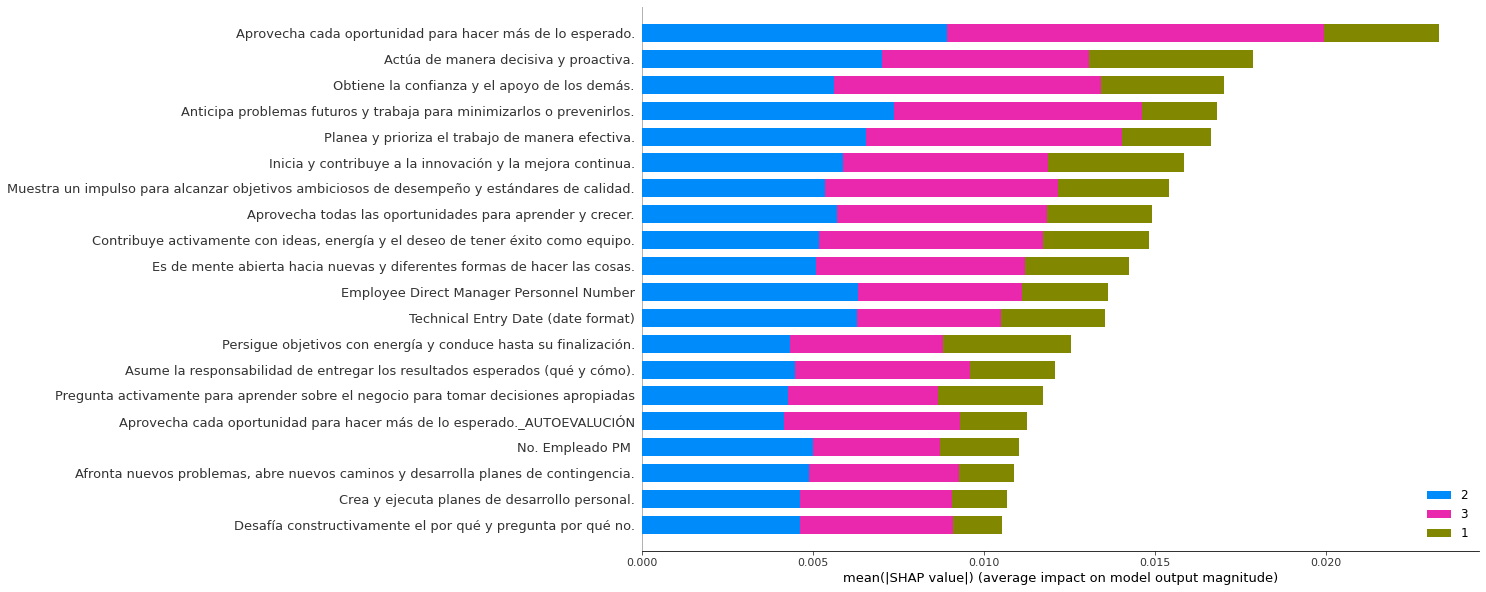 Aprovecha cada oportunidad para hacer más de lo esperado.
Actúa de manera decisiva y proactiva.
Obtiene la confianza y el apoyo de los demás.
Anticipa problemas futuros y trabaja para minimizarlos o prevenirlos.
Planea y prioriza el trabajo de manera efectiva.
Inicia y contribuye a la innovación y la mejora continua.
Muestra un impulso para alcanzar objetivos ambiciosos de desempeño y estándares de calidad.
Aprovecha todas las oportunidades para aprender y crecer.
Contribuye activamente con ideas, energía y el deseo de tener éxito como equipo.
Es de mente abierta hacia nuevas y diferentes formas de hacer las cosas.
Employee Direct Manager Personnel Number
Technical Entry Date (date format)
Persigue objetivos con energía y conduce hasta su finalización.
Asume la responsabilidad de entregar los resultados esperados (qué y cómo).
Pregunta activamente para aprender sobre el negocio para tomar decisiones apropiadas
Aprovecha cada oportunidad para hacer más de lo esperado._AUTOEVALUCIÓN
No. Empleado PM
Afronta nuevos problemas, abre nuevos caminos y desarrolla planes de contingencia.
Crea y ejecuta planes de desarrollo personal.
Desafía constructivamente el por qué y pregunta por qué no.
2
3
1
0.000 0.005 0.010 0.015 0.020
mean(|SHAP value|) (average impact on model output magnitude)